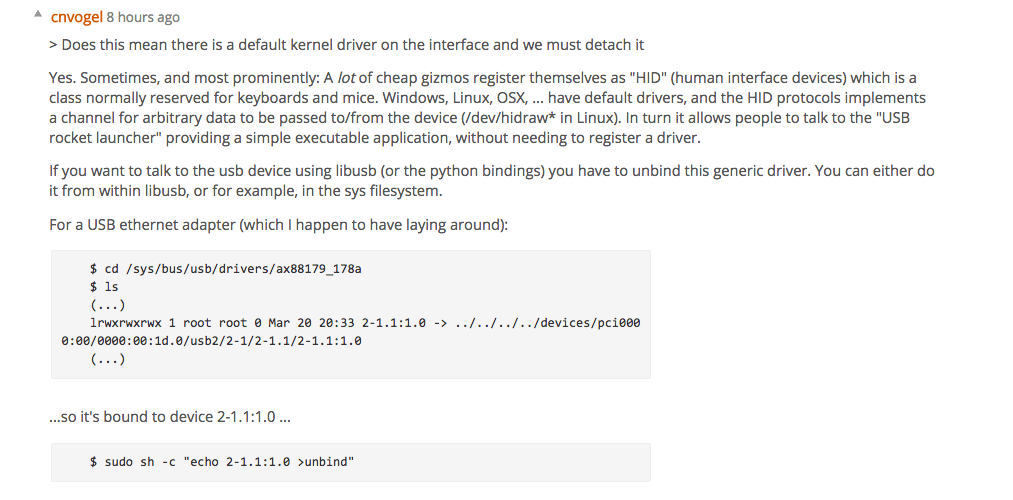 ▲ cnvogel 8 hours ago
> Does this mean there is a default kernel driver on the interface and we must detach it
Yes. Sometimes, and most prominently: A lot of cheap gizmos register themselves as "HID" (human interface devices) which is a
class normally reserved for keyboards and mice. Windows, Linux, OSX, ... have default drivers, and the HID protocols implements
a channel for arbitrary data to be passed to/from the device (/dev/hidraw* in Linux). In turn it allows people to talk to the "USB
rocket launcher" providing a simple executable application, without needing to register a driver.
If you want to talk to the usb device using libusb (or the python bindings) you have to unbind this generic driver. You can either do
it from within libusb, or for example, in the sys filesystem.
For a USB ethernet adapter (which I happen to have laying around):
$ cd /sys/bus/usb/drivers/ax88179_178a
$ ls
(...)
lrwxrwxrwx 1 root root 0 Mar 20 20:33 2-1.1:1.0 -> ../../../../devices/pci000
0:00/0000:00:1d.0/usb2/2-1/2-1.1/2-1.1:1.0
(...)
...so it's bound to device 2-1.1:1.0 ...
$ sudo sh -c "echo 2-1.1:1.0 >unbind"